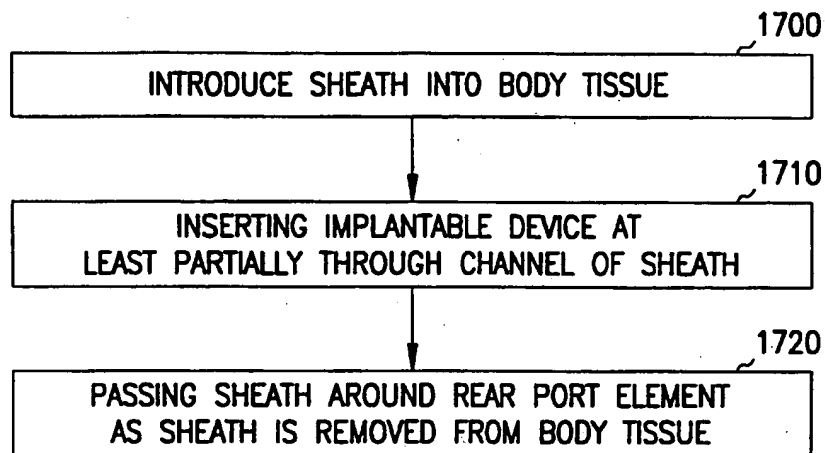 1700
INTRODUCE SHEATH INTO BODY TISSUE
1710
INSERTING IMPLANTABLE DEVICE AT
LEAST PARTIALLY THROUGH CHANNEL OF SHEATH
1720
PASSING SHEATH AROUND REAR PORT ELEMENT
AS SHEATH IS REMOVED FROM BODY TISSUE